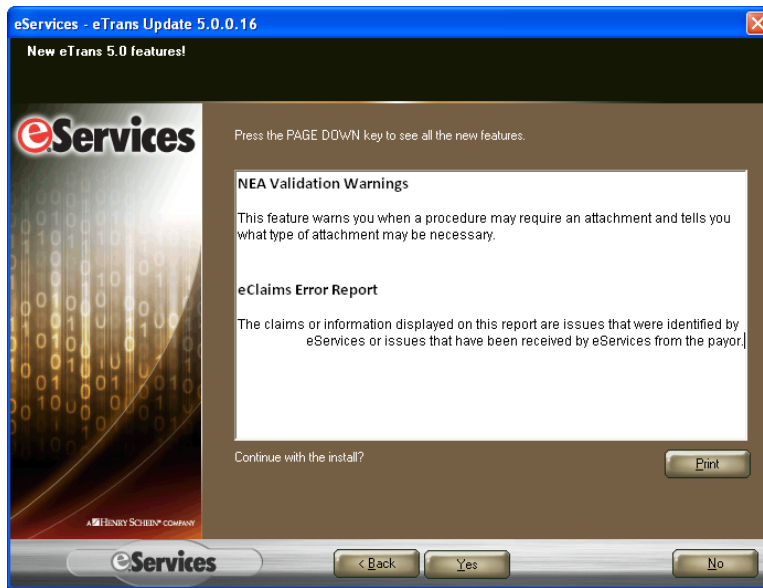 eServices - eTrans Update 5.0.0.16
New eTrans 5.0 features!
eServices
Press the PAGE DOWN key to see all the new features.
NEA Validation Warnings
This feature warns you when a procedure may require an attachment and tells you
what type of attachment may be necessary.
eClaims Error Report
The claims or information displayed on this report are issues that were identified by
eServices or issues that have been received by eServices from the payor.
Continue with the install?
Print
A HENRY SCHEIN® COMPANY
eServices
< Back
Yes
No